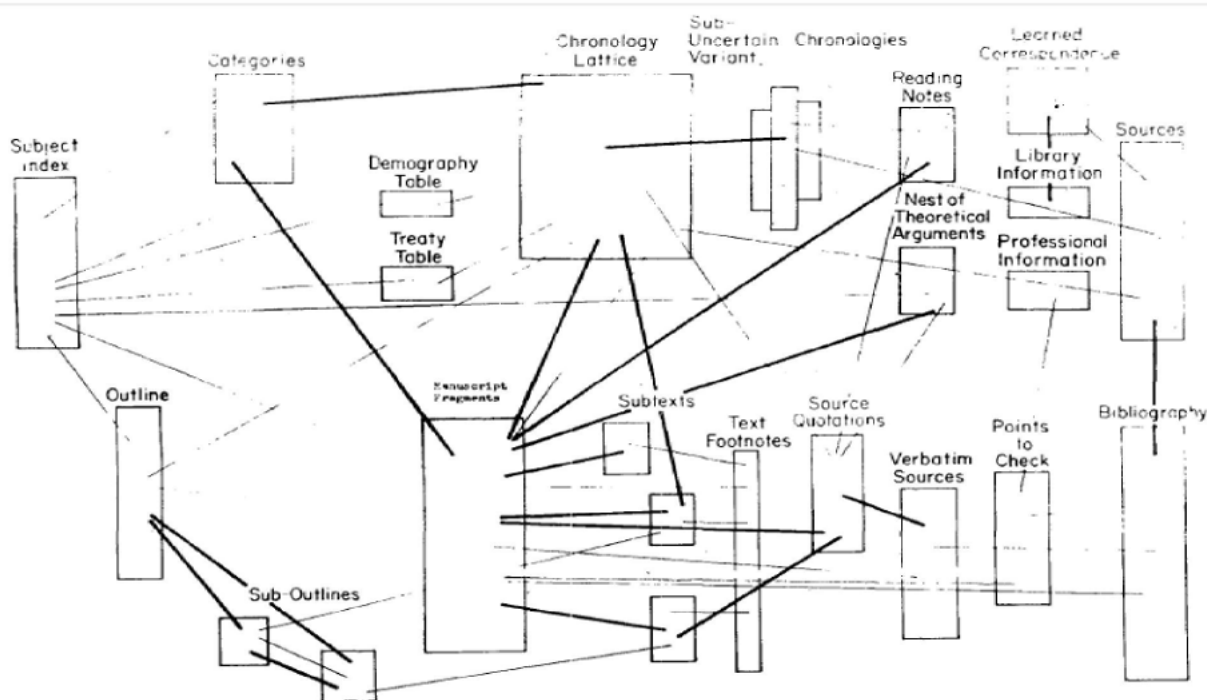 Categories
Chronology
Lattice
Sub-
Uncertain
Variant
Chronologies
Learned
Correspondence
Reading
Notes
Sources
Subject
index
Demography
Table
Library
Information
Treaty
Table
Nest of
Theoretical
Arguments
Professional
Information
Outline
Manuscript
Fragments
Subtexts
Text
Footnotes
Source
Quotations
Verbatim
Sources
Points
to
Check
Bibliography
Sub-Outlines